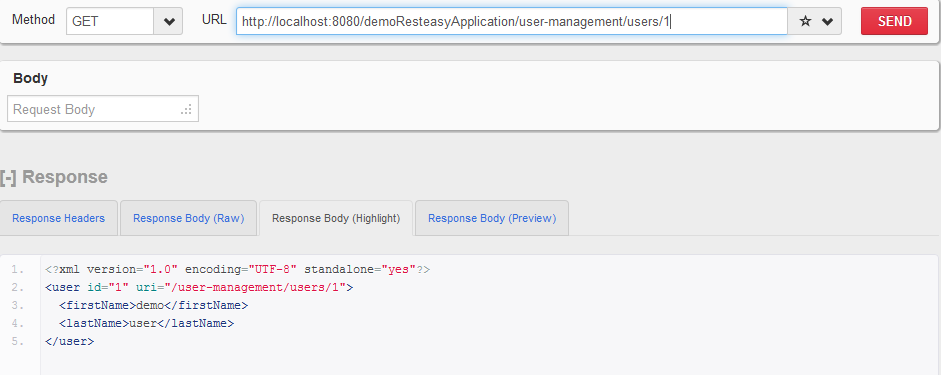 Method GET URL http://localhost:8080/demoResteasyApplication/user-management/users/1 SEND
Body
Request Body
[-] Response
Response Headers Response Body (Raw) Response Body (Highlight) Response Body (Preview)
1. <?xml version="1.0" encoding="UTF-8" standalone="yes"?>
2. <user id="1" uri="/user-management/users/1">
3. <firstName>demo</firstName>
4. <lastName>user</lastName>
5. </user>